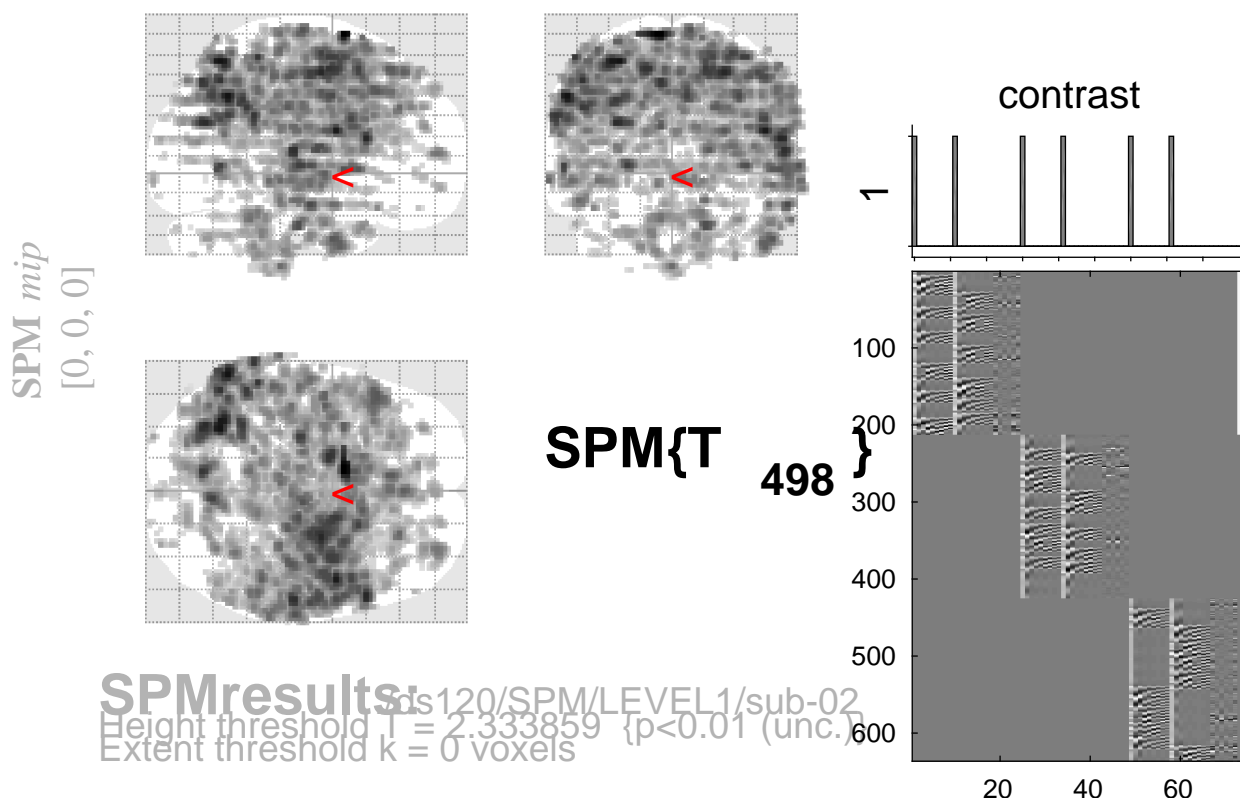 SPM mip
[0, 0, 0]
<
<
<
SPM{T498}
SPMresults: /ds120/SPM/LEVEL1/sub-02
Height threshold T = 2.333859 {p<0.01 (unc.)}
Extent threshold k = 0 voxels
contrast
1
100
200
300
400
500
600
20
40
60